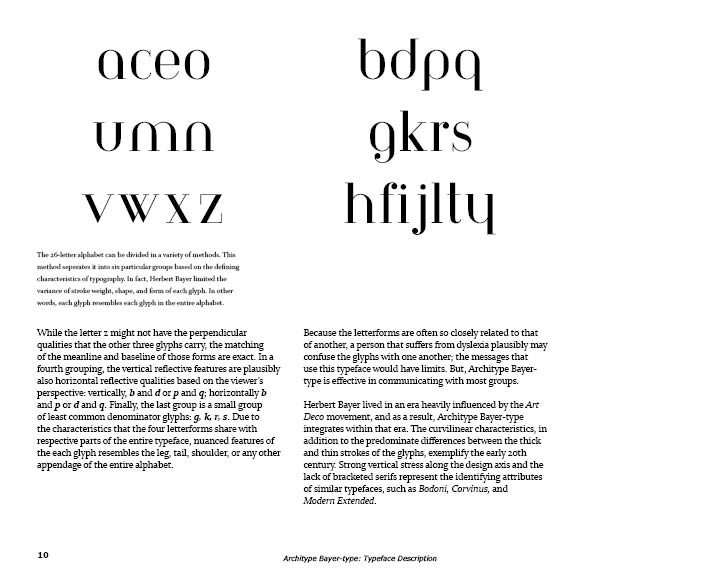 aceo
umn
vwxz
bdpq
gkrs
hfijlty
The 26-letter alphabet can be divided in a variety of methods. This
method seperates it into six particular groups based on the defining
characteristics of typography. In fact, Herbert Bayer limited the
variance of stroke weight, shape, and form of each glyph. In other
words, each glyph resembles each glyph in the entire alphabet.
While the letter z might not have the perpendicular
qualities that the other three glyphs carry, the matching
of the meanline and baseline of those forms are exact. In a
fourth grouping, the vertical reflective features are plausibly
also horizontal reflective qualities based on the viewer's
perspective: vertically, b and d or p and q; horizontally b
and p or d and q. Finally, the last group is a small group
of least common denominator glyphs: g, k, r, s. Due to
the characteristics that the four letterforms share with
respective parts of the entire typeface, nuanced features of
the each glyph resembles the leg, tail, shoulder, or any other
appendage of the entire alphabet.
Because the letterforms are often so closely related to that
of another, a person that suffers from dyslexia plausibly may
confuse the glyphs with one another; the messages that
use this typeface would have limits. But, Architype Bayer-
type is effective in communicating with most groups.
Herbert Bayer lived in an era heavily influenced by the Art
Deco movement, and as a result, Architype Bayer-type
integrates within that era. The curvilinear characteristics, in
addition to the predominate differences between the thick
and thin strokes of the glyphs, exemplify the early 20th
century. Strong vertical stress along the design axis and the
lack of bracketed serifs represent the identifying attributes
of similar typefaces, such as Bodoni, Corvinus, and
Modern Extended.
10
Architype Bayer-type: Typeface Description